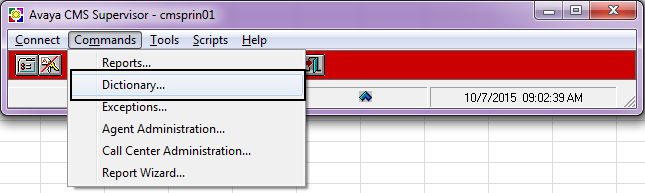 Avaya CMS Supervisor - cmsprin01
Connect Commands Tools Scripts Help
Reports...
Dictionary...
Exceptions...
10/7/2015 09:02:39 AM
Agent Administration...
Call Center Administration...
Report Wizard...